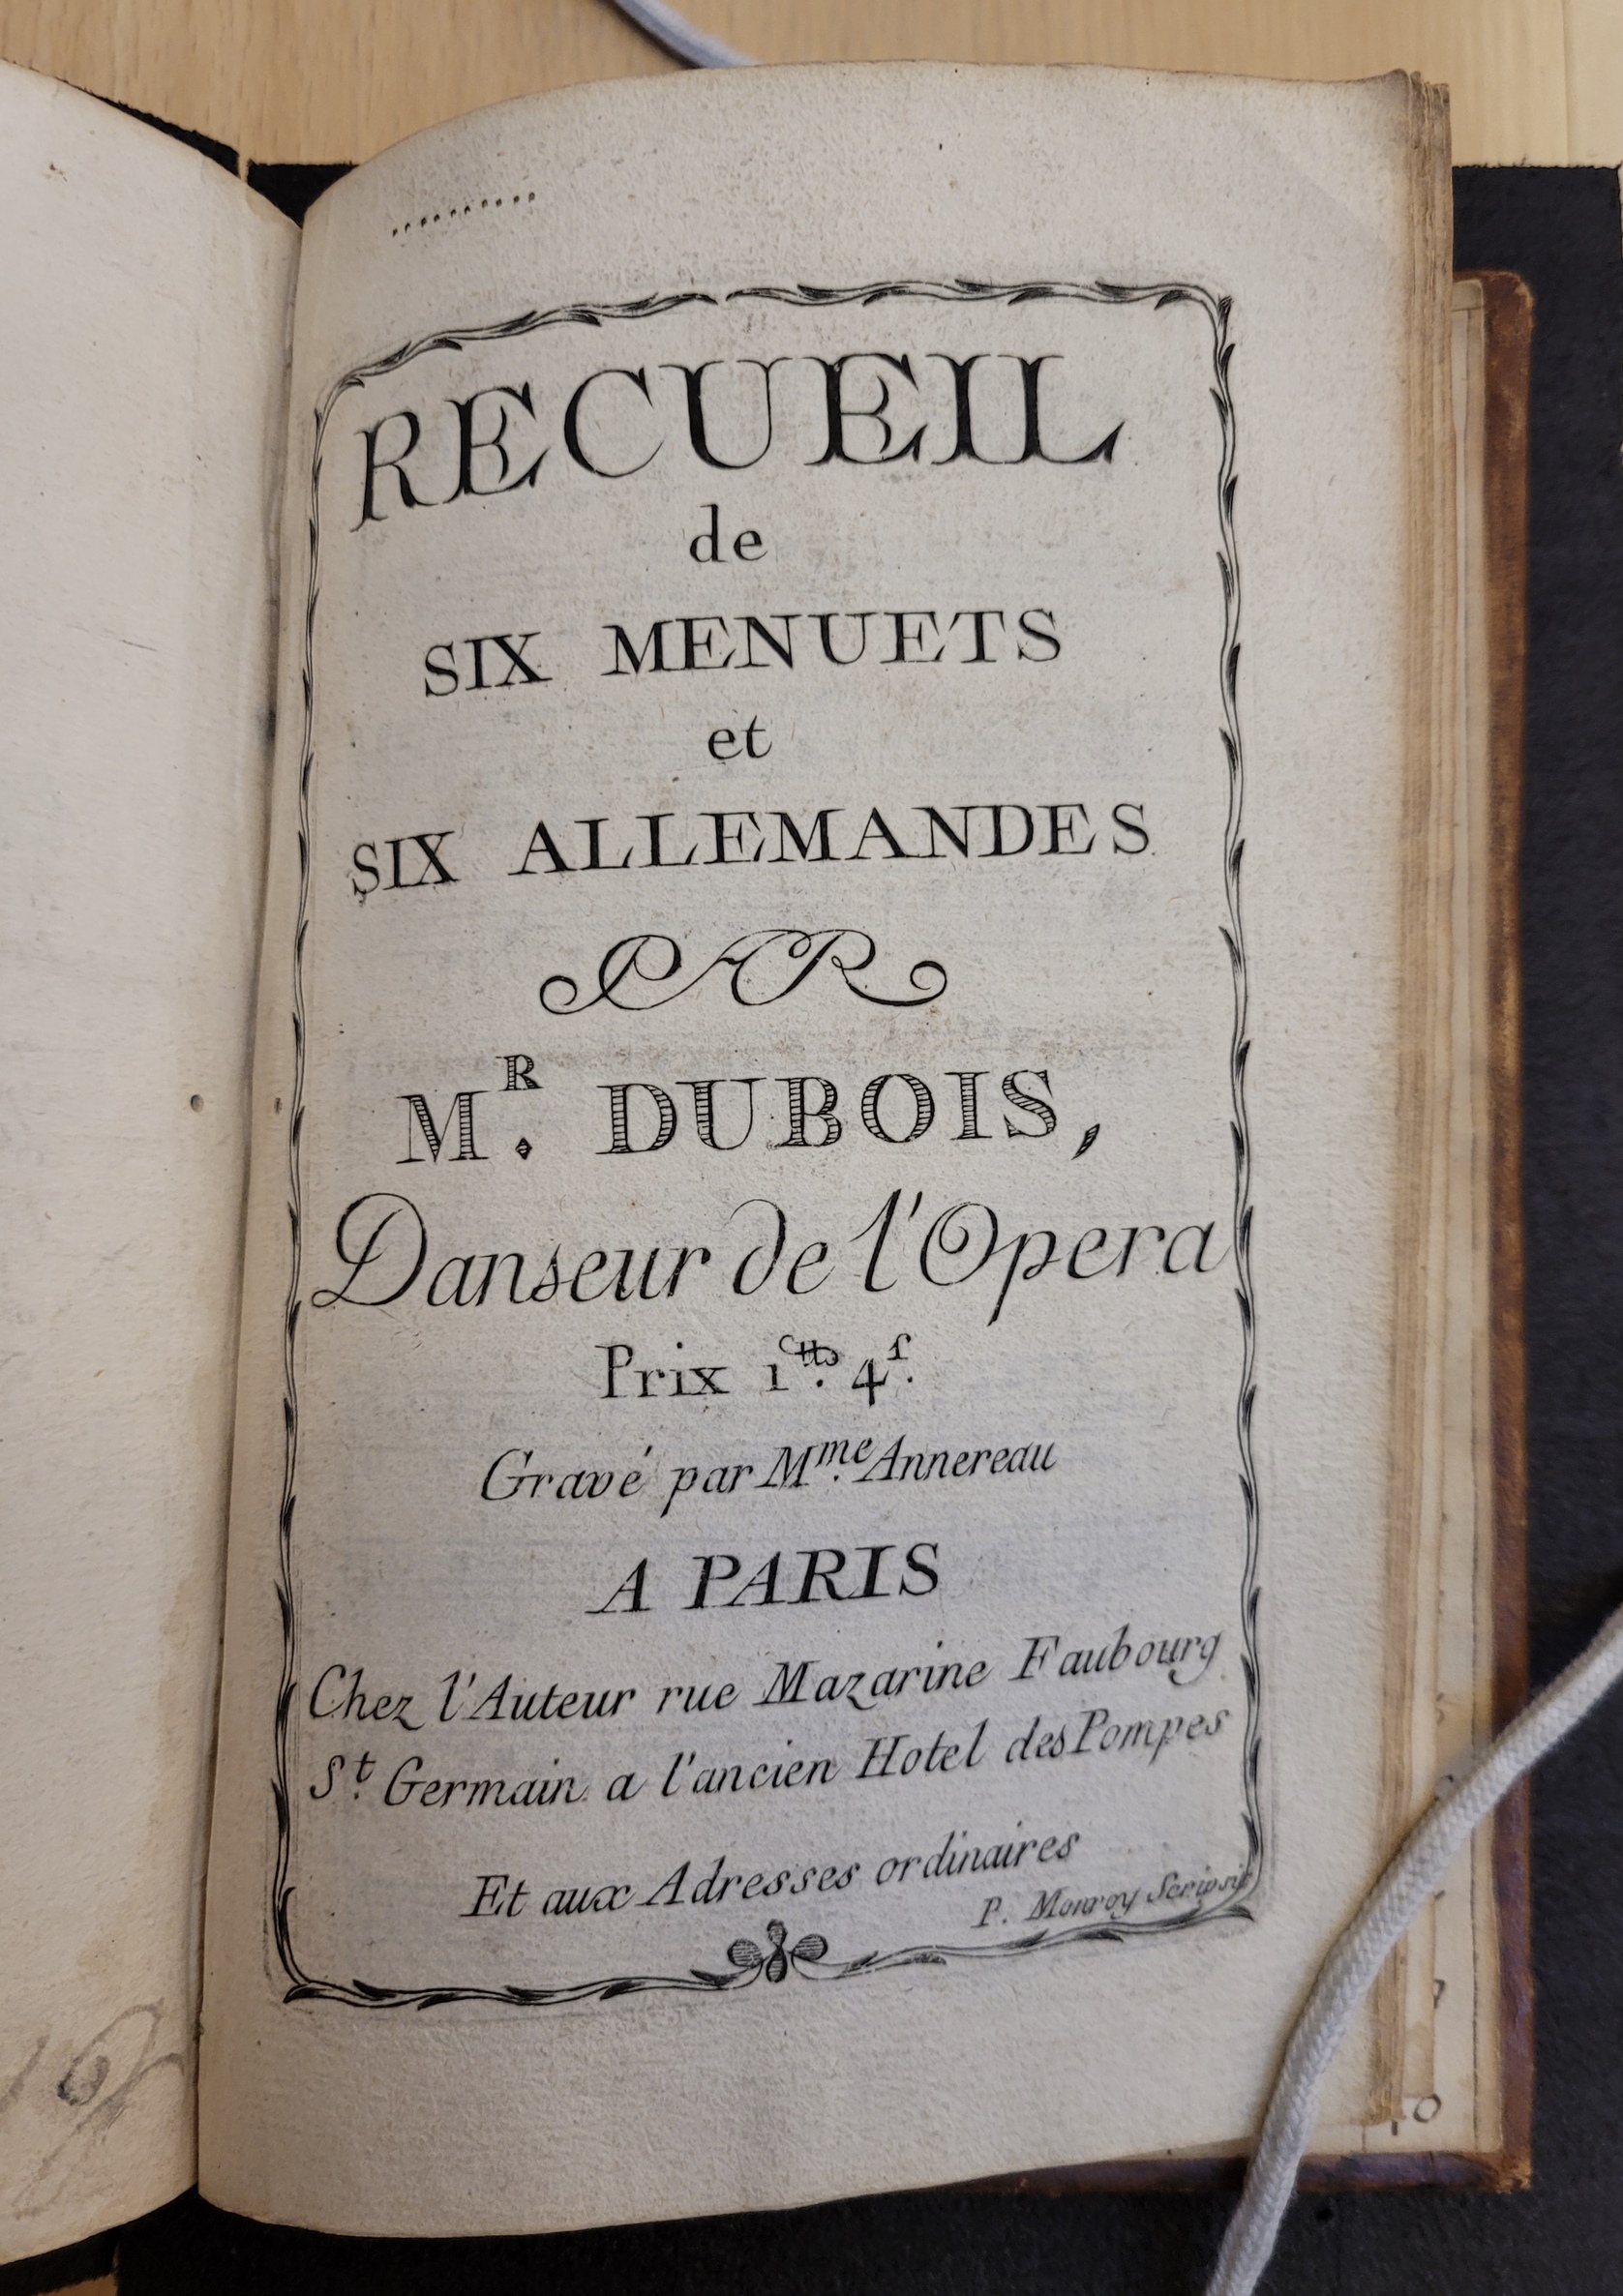 RECUEIL
de
SIX MENUETS
et
SIX ALLEMANDES
PAR
MR. DUBOIS,
Danseur de l'Opera
Prix 1tt. 4s.
Gravé par Mme. Annereau
A PARIS
Chez l'Auteur rue Mazarine Faubourg
St. Germain a l'ancien Hotel des Pompes
Et aux Adresses ordinaires
P. Monroy Scripsit